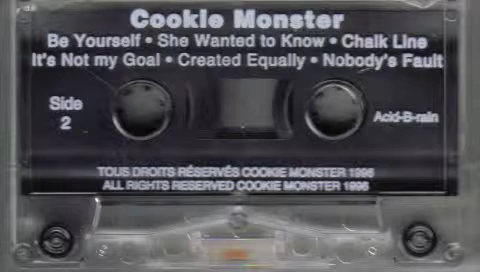 Cookie Monster
Be Yourself • She Wanted to Know • Chalk Line
It's Not my Goal • Created Equally • Nobody's Fault
Side
2
Acid-B-rain
TOUS DROITS RÉSERVÉS COOKIE MONSTER 1996
ALL RIGHTS RESERVED COOKIE MONSTER 1996